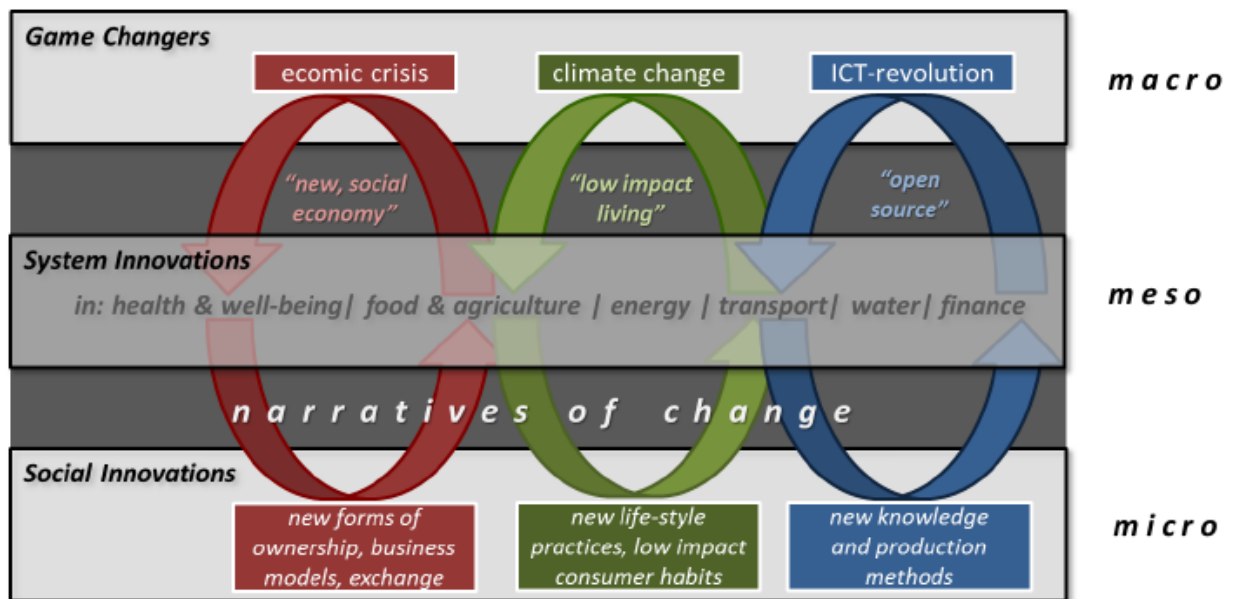 Game Changers
ecomic crisis
climate change
ICT-revolution
macro
“new, social
economy”
“low impact
living”
“open
source”
System Innovations
in: health & well-being| food & agriculture | energy | transport| water| finance
meso
narratives of change
Social Innovations
new forms of
ownership, business
models, exchange
new life-style
practices, low impact
consumer habits
new knowledge
and production
methods
micro